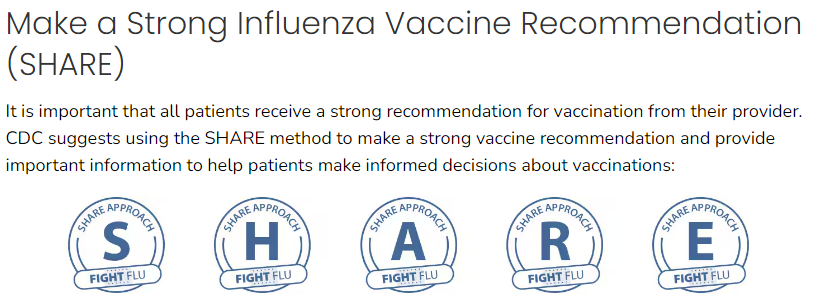 Make a Strong Influenza Vaccine Recommendation
(SHARE)
It is important that all patients receive a strong recommendation for vaccination from their provider.
CDC suggests using the SHARE method to make a strong vaccine recommendation and provide
important information to help patients make informed decisions about vaccinations:
SHARE APPROACH
S
FIGHT FLU
SHARE APPROACH
H
FIGHT FLU
SHARE APPROACH
A
FIGHT FLU
SHARE APPROACH
R
FIGHT FLU
SHARE APPROACH
E
FIGHT FLU